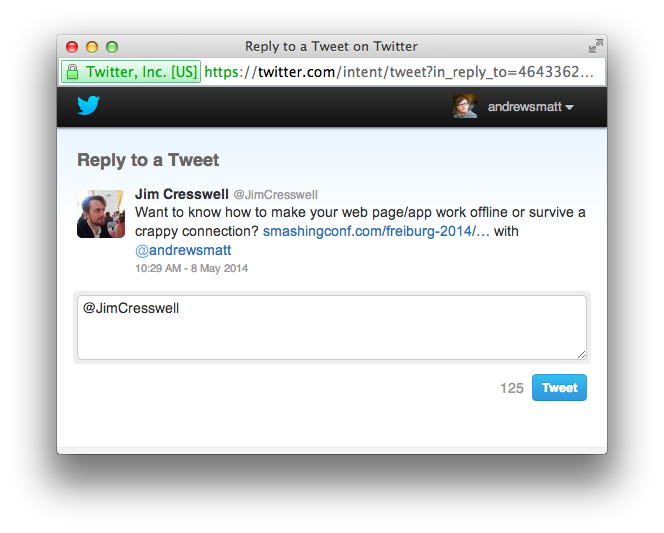 Reply to a Tweet on Twitter
Twitter, Inc. [US] https://twitter.com/intent/tweet?in_reply_to=4643362...
andrewsmatt
Reply to a Tweet
Jim Cresswell @JimCresswell
Want to know how to make your web page/app work offline or survive a
crappy connection? smashingconf.com/freiburg-2014/… with
@andrewsmatt
10:29 AM - 8 May 2014
@JimCresswell
125 Tweet